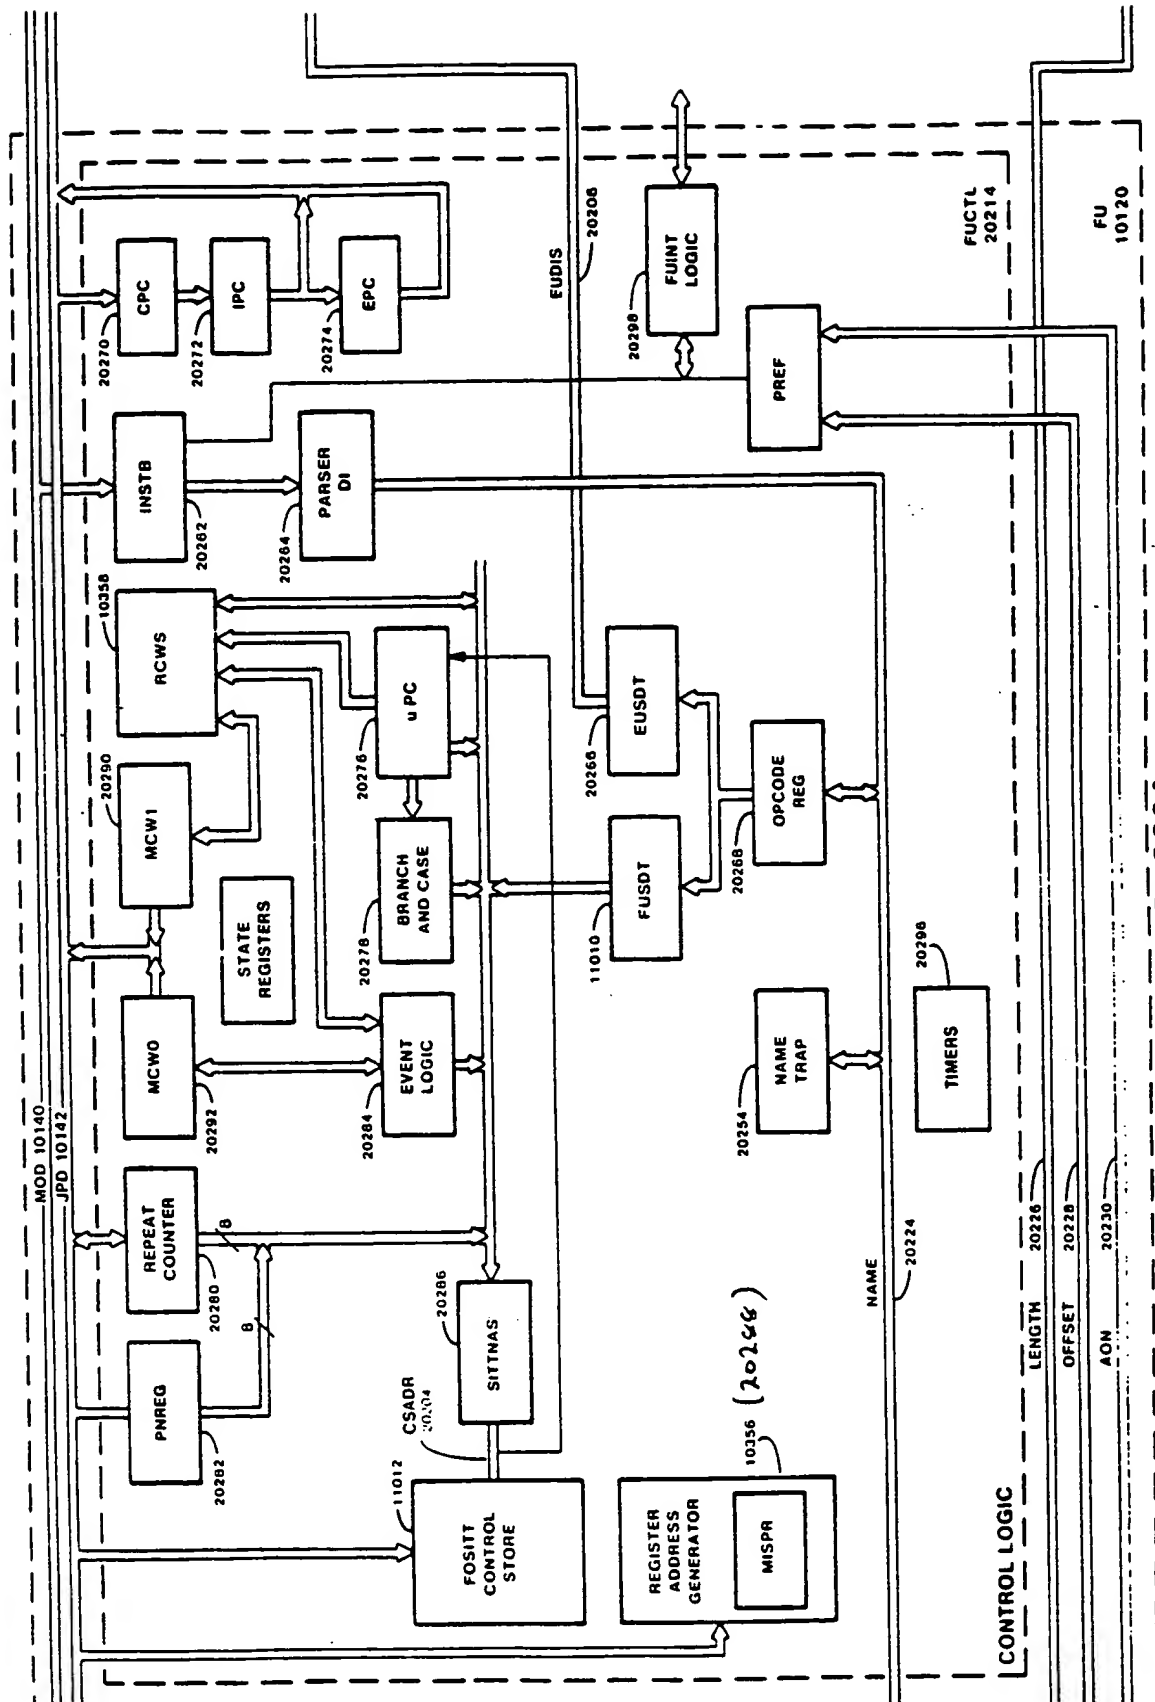 MOD 10140
JPD 10142
PNREG
20282
8
REPEAT
COUNTER
20280
8
MCW0
20292
MCW1
20290
STATE
REGISTERS
RCWS
10358
INSTB
20262
PARSER
DI
20264
CPC
20270
IPC
20272
EPC
20274
FOSITT
CONTROL
STORE
11012
CSADR
20204
SITTNAS
20286
EVENT
LOGIC
20284
BRANCH
AND CASE
20278
u PC
20276
EUDIS
20206
REGISTER
ADDRESS
GENERATOR
MISPR
10356 (20288)
FUSDT
11010
EUSDT
20266
OPCODE
REG
20268
NAME
TRAP
20254
FUINT
LOGIC
20298
PREF
NAME
20224
TIMERS
20296
CONTROL LOGIC
FUCTL
20214
LENGTH
20226
OFFSET
20228
AON
20230
FU
10120